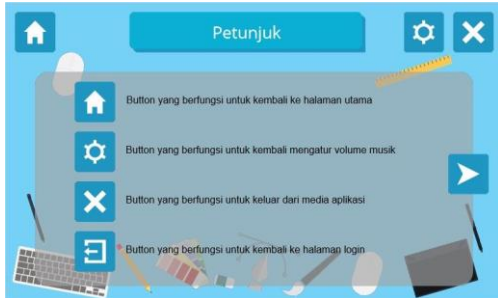 Petunjuk
Button yang berfungsi untuk kembali ke halaman utama
Button yang berfungsi untuk kembali mengatur volume musik
Button yang berfungsi untuk keluar dari media aplikasi
Button yang berfungsi untuk kembali ke halaman login